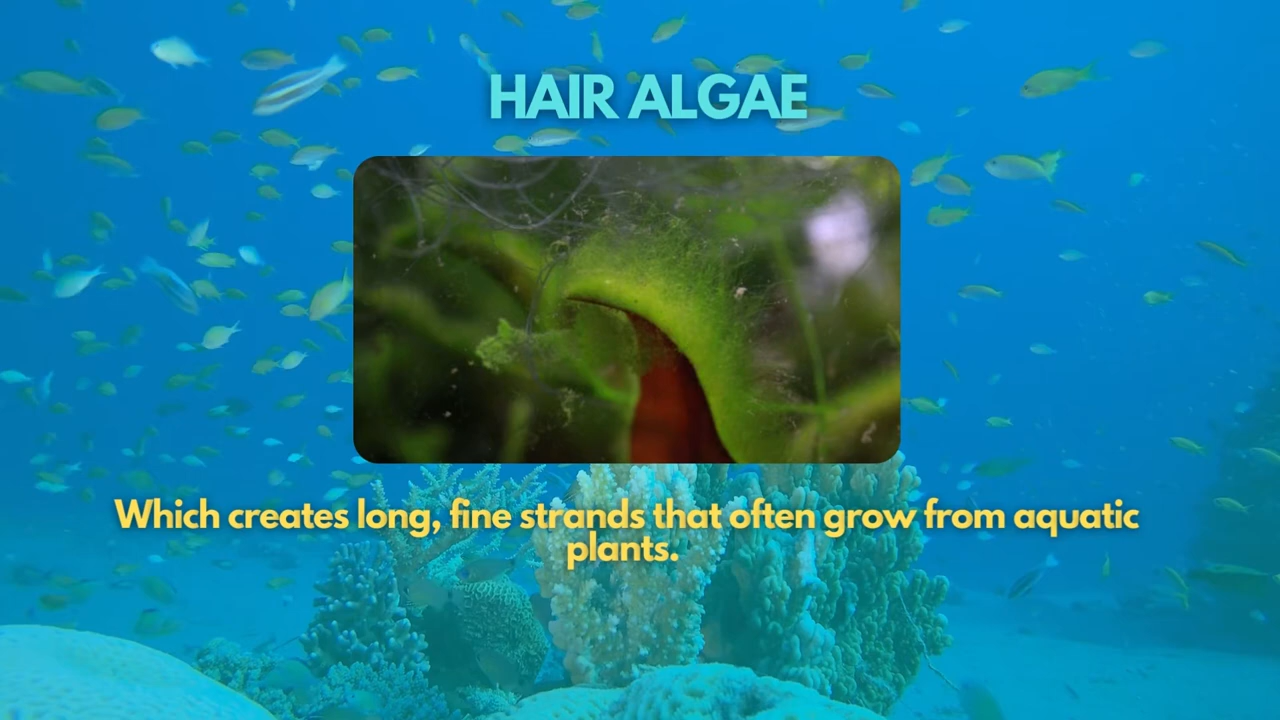 HAIR ALGAE
Which creates long, fine strands that often grow from aquatic
plants.